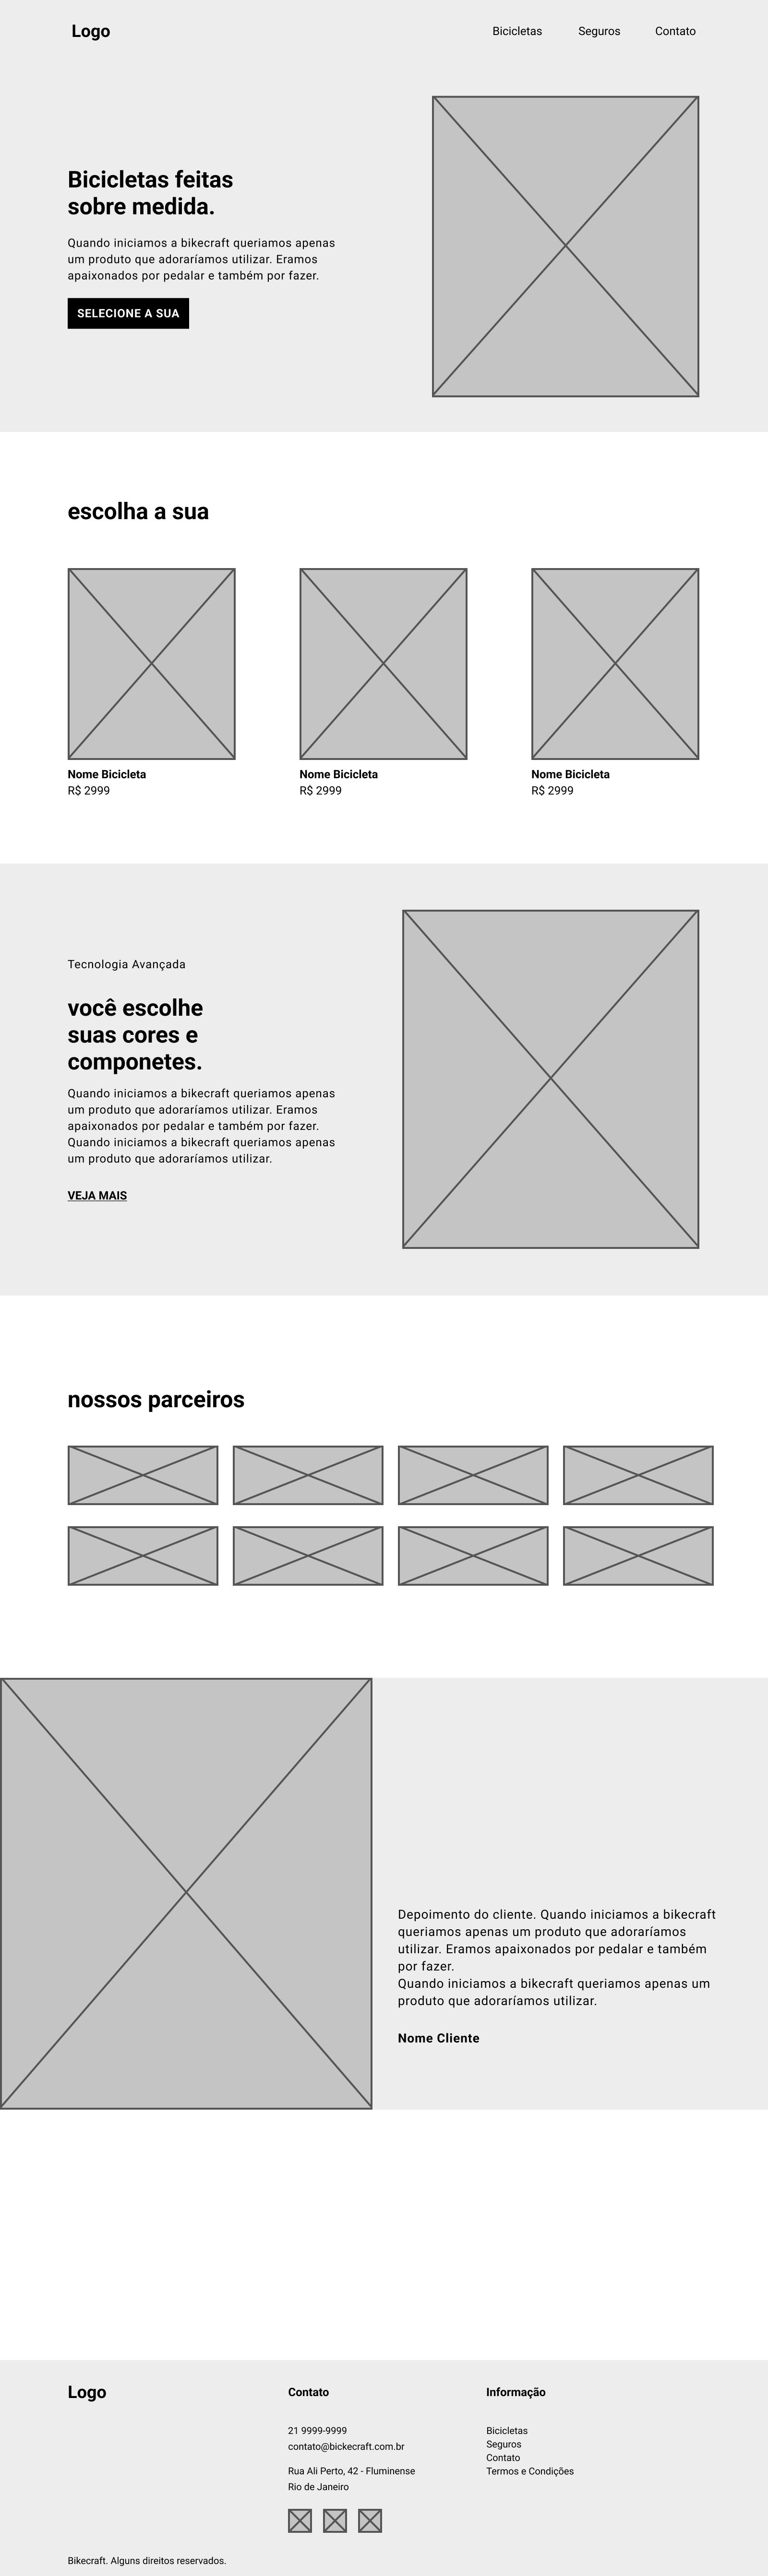 Logo
Bicicletas
Seguros
Contato
Bicicletas feitas
sobre medida.
Quando iniciamos a bikecraft queriamos apenas
um produto que adoraríamos utilizar. Eramos
apaixonados por pedalar e também por fazer.
SELECIONE A SUA
escolha a sua
Nome Bicicleta
R$ 2999
Nome Bicicleta
R$ 2999
Nome Bicicleta
R$ 2999
Tecnologia Avançada
você escolhe
suas cores e
componetes.
Quando iniciamos a bikecraft queriamos apenas
um produto que adoraríamos utilizar. Eramos
apaixonados por pedalar e também por fazer.
Quando iniciamos a bikecraft queriamos apenas
um produto que adoraríamos utilizar.
VEJA MAIS
nossos parceiros
Depoimento do cliente. Quando iniciamos a bikecraft
queriamos apenas um produto que adoraríamos
utilizar. Eramos apaixonados por pedalar e também
por fazer.
Quando iniciamos a bikecraft queriamos apenas um
produto que adoraríamos utilizar.
Nome Cliente
Logo
Contato
21 9999-9999
contato@bickecraft.com.br
Rua Ali Perto, 42 - Fluminense
Rio de Janeiro
Informação
Bicicletas
Seguros
Contato
Termos e Condições
Bikecraft. Alguns direitos reservados.